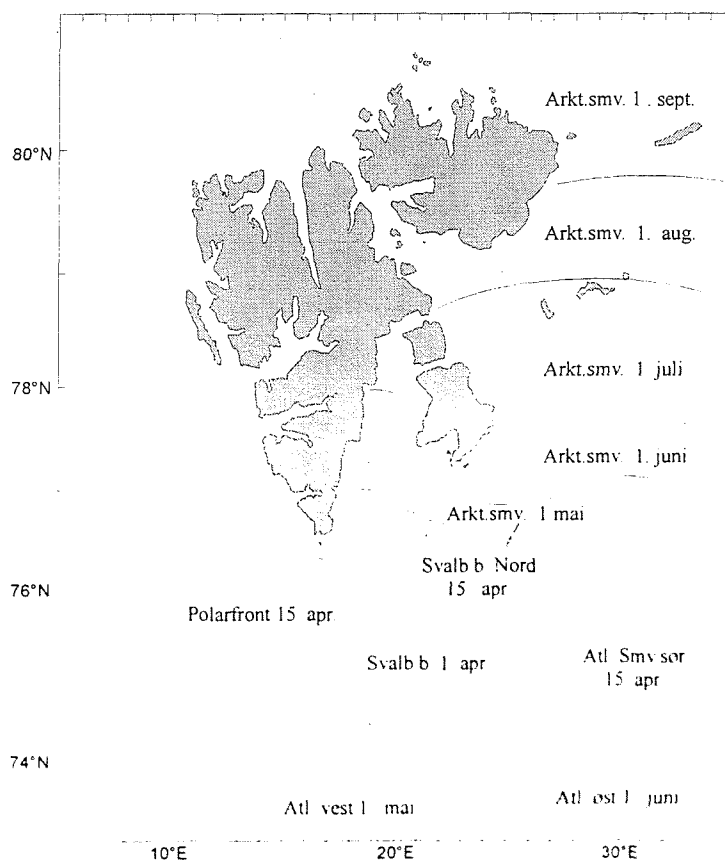 Arkt.smv. 1. sept.
80°N
Arkt.smv. 1. aug.
78°N
Arkt.smv. 1 juli
Arkt.smv. 1. juni
Arkt.smv. 1 mai
Svalb b Nord
15 apr
76°N
Polarfront 15 apr.
Svalb b 1 apr
Atl Smv sør
15 apr
74°N
Atl vest 1 mai
Atl øst 1 juni
10°E
20°E
30°E